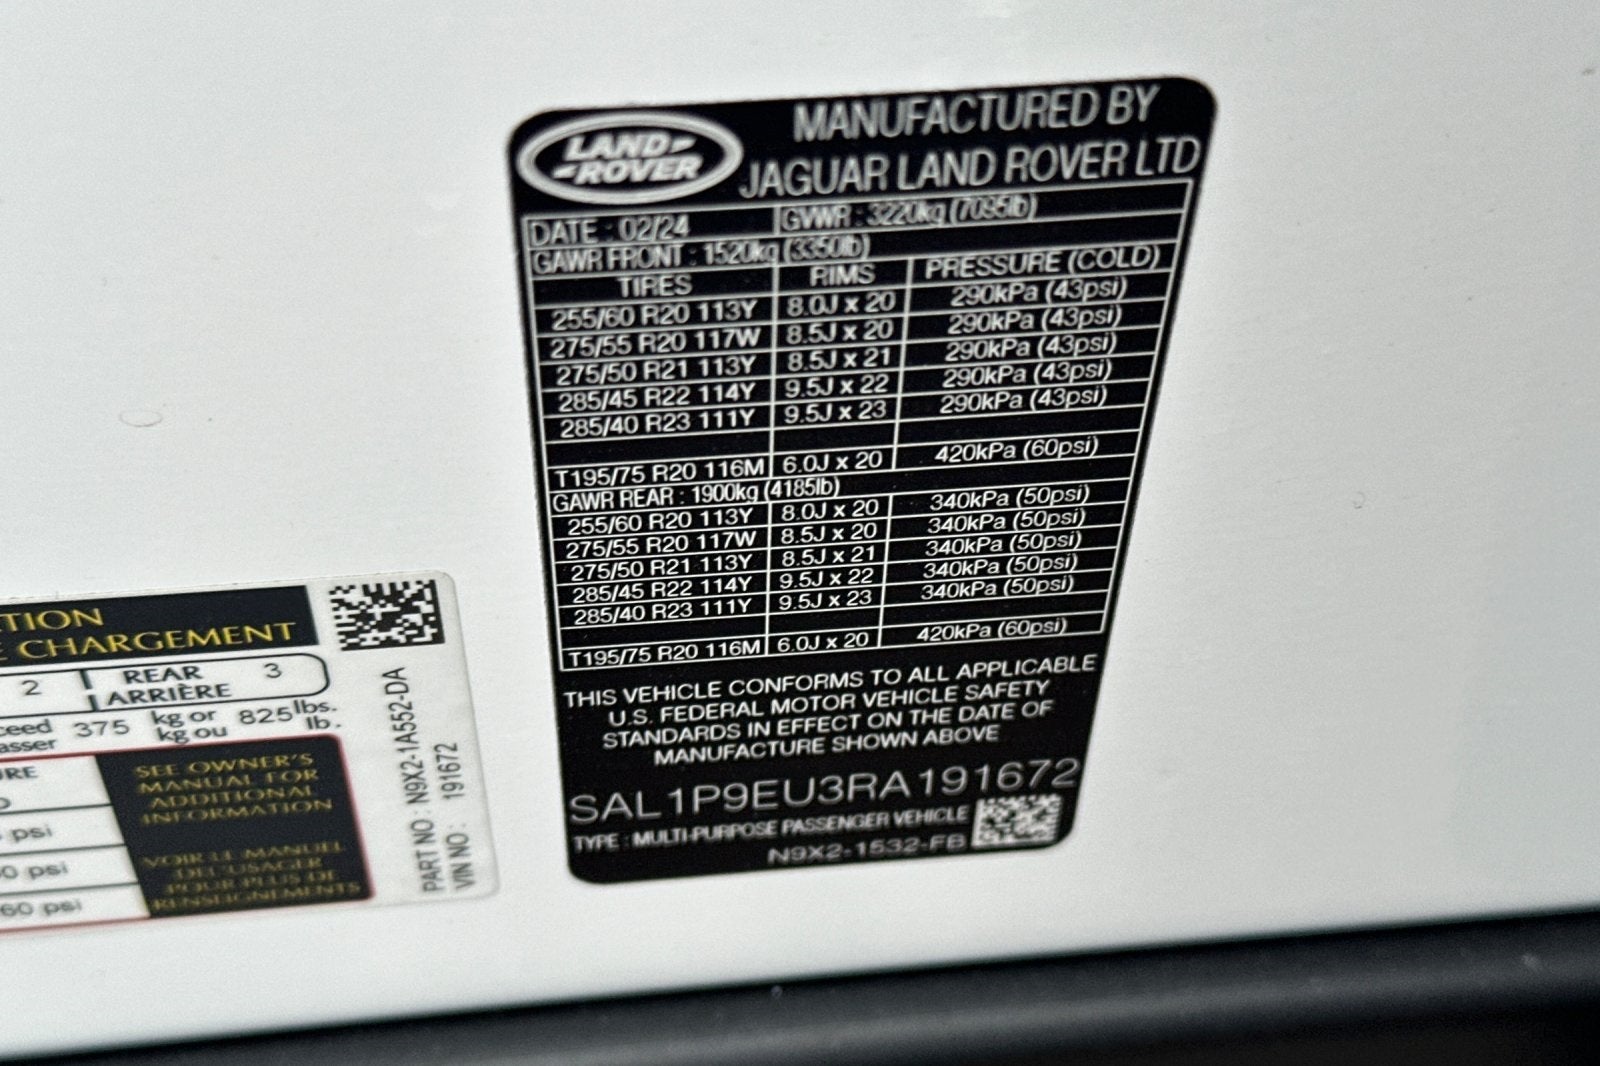 LAND ROVER
MANUFACTURED BY
JAGUAR LAND ROVER LTD
DATE : 02/24 GVWR : 3220kg (7095lb)
GAWR FRONT : 1520kg (3350lb)
TIRES RIMS PRESSURE (COLD)
255/60 R20 113Y 8.0J x 20 290kPa (43psi)
275/55 R20 117W 8.5J x 20 290kPa (43psi)
275/50 R21 113Y 8.5J x 21 290kPa (43psi)
285/45 R22 114Y 9.5J x 22 290kPa (43psi)
285/40 R23 111Y 9.5J x 23 290kPa (43psi)
T195/75 R20 116M 6.0J x 20 420kPa (60psi)
GAWR REAR : 1900kg (4185lb)
255/60 R20 113Y 8.0J x 20 340kPa (50psi)
275/55 R20 117W 8.5J x 20 340kPa (50psi)
275/50 R21 113Y 8.5J x 21 340kPa (50psi)
285/45 R22 114Y 9.5J x 22 340kPa (50psi)
285/40 R23 111Y 9.5J x 23 340kPa (50psi)
T195/75 R20 116M 6.0J x 20 420kPa (60psi)
THIS VEHICLE CONFORMS TO ALL APPLICABLE
U.S. FEDERAL MOTOR VEHICLE SAFETY
STANDARDS IN EFFECT ON THE DATE OF
MANUFACTURE SHOWN ABOVE
SAL1P9EU3RA191672
TYPE : MULTI-PURPOSE PASSENGER VEHICLE
N9X2-1532-FB
TION
E CHARGEMENT
2 REAR 3
ARRIÈRE
ceed 375 kg or 825 lbs.
asser kg ou lb.
URE
psi
0 psi
60 psi
SEE OWNER'S
MANUAL FOR
ADDITIONAL
INFORMATION
VOIR LE MANUEL
DE L'USAGER
POUR PLUS DE
RENSEIGNEMENTS
PART NO : N9X2-1A552-DA
VIN NO : 191672